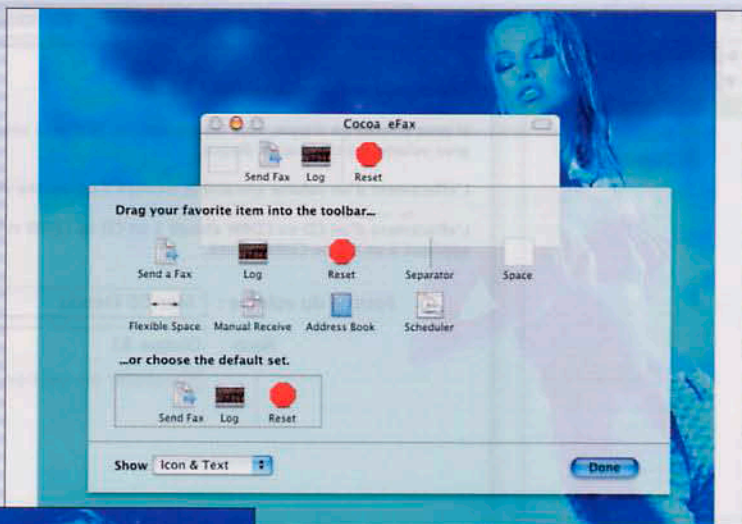 Cocoa eFax
Send Fax Log Reset
Drag your favorite item into the toolbar...
Send a Fax Log Reset Separator Space
Flexible Space Manual Receive Address Book Scheduler
...or choose the default set.
Send Fax Log Reset
Show Icon & Text
Done